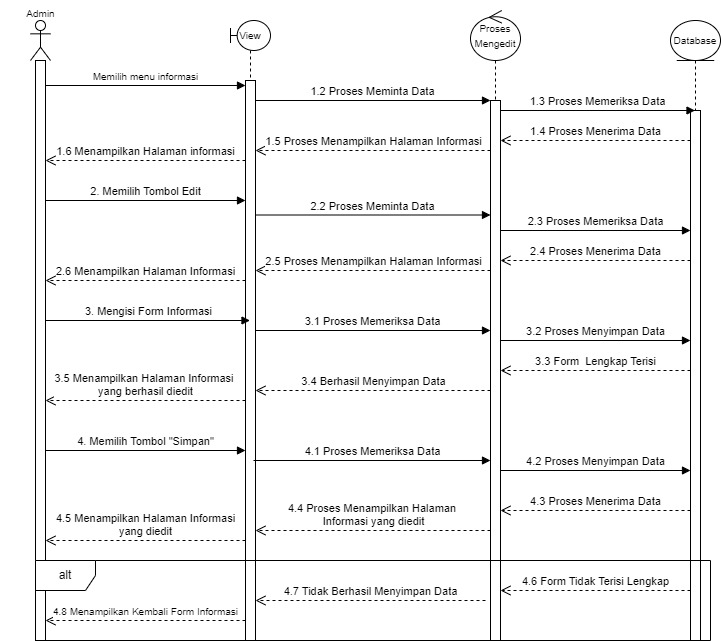 Admin
View
Proses
Mengedit
Database
Memilih menu informasi
1.2 Proses Meminta Data
1.3 Proses Memeriksa Data
1.4 Proses Menerima Data
1.5 Proses Menampilkan Halaman Informasi
1.6 Menampilkan Halaman informasi
2. Memilih Tombol Edit
2.2 Proses Meminta Data
2.3 Proses Memeriksa Data
2.4 Proses Menerima Data
2.5 Proses Menampilkan Halaman Informasi
2.6 Menampilkan Halaman Informasi
3. Mengisi Form Informasi
3.1 Proses Memeriksa Data
3.2 Proses Menyimpan Data
3.3 Form Lengkap Terisi
3.4 Berhasil Menyimpan Data
3.5 Menampilkan Halaman Informasi
yang berhasil diedit
4. Memilih Tombol "Simpan"
4.1 Proses Memeriksa Data
4.2 Proses Menyimpan Data
4.3 Proses Menerima Data
4.4 Proses Menampilkan Halaman
Informasi yang diedit
4.5 Menampilkan Halaman Informasi
yang diedit
alt
4.6 Form Tidak Terisi Lengkap
4.7 Tidak Berhasil Menyimpan Data
4.8 Menampilkan Kembali Form Informasi